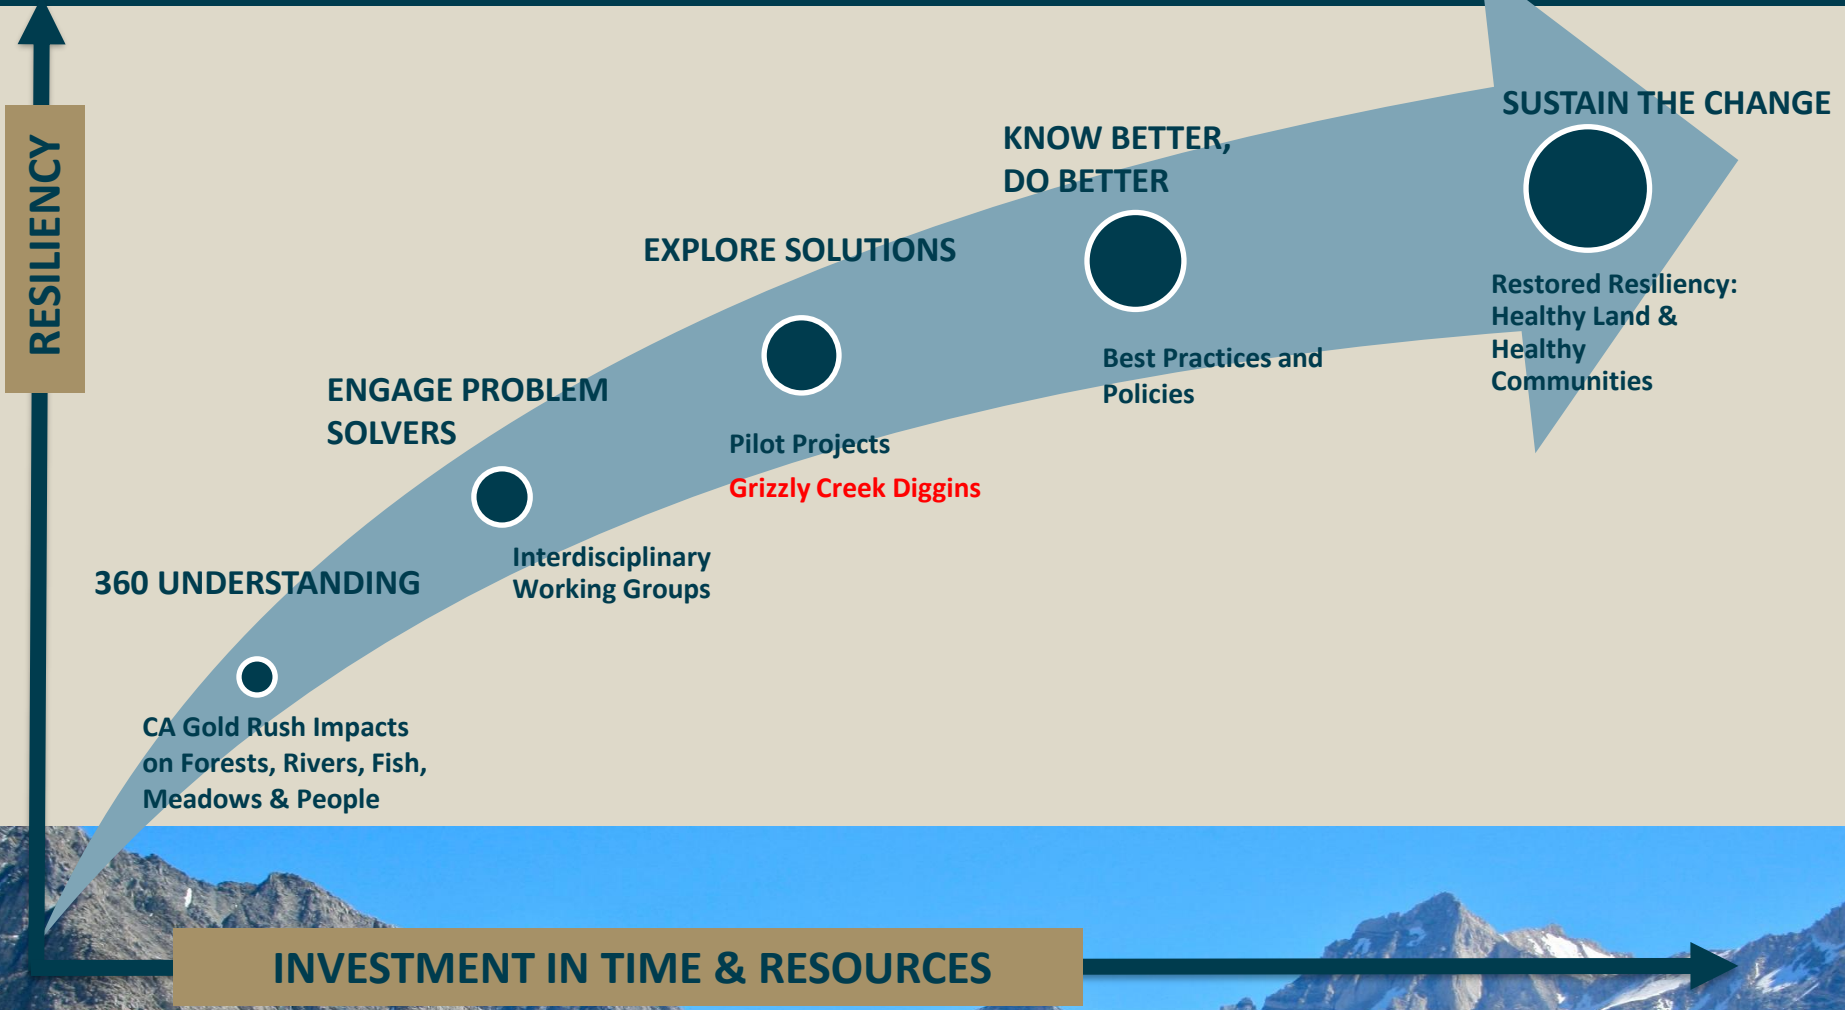 RESILIENCY
SUSTAIN THE CHANGE
KNOW BETTER,
DO BETTER
EXPLORE SOLUTIONS
Restored Resiliency:
Healthy Land &
Healthy
Communities
Best Practices and
Policies
ENGAGE PROBLEM
SOLVERS
Pilot Projects
Grizzly Creek Diggins
Interdisciplinary
Working Groups
360 UNDERSTANDING
CA Gold Rush Impacts
on Forests, Rivers, Fish,
Meadows & People
INVESTMENT IN TIME & RESOURCES